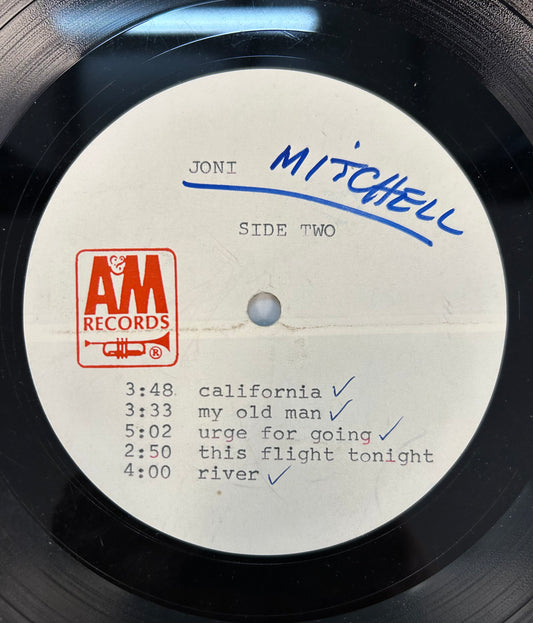 JONI MITCHELL
SIDE TWO
A&M
RECORDS
®
3:48 california ✓
3:33 my old man ✓
5:02 urge for going ✓
2:50 this flight tonight
4:00 river ✓